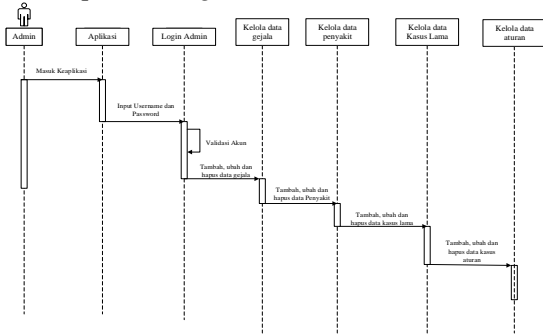 Admin
Aplikasi
Login Admin
Kelola data
gejala
Kelola data
penyakit
Kelola data
Kasus Lama
Kelola data
aturan
Masuk Keaplikasi
Input Username dan
Password
Validasi Akun
Tambah, ubah dan
hapus data gejala
Tambah, ubah dan
hapus data Penyakit
Tambah, ubah dan
hapus data kasus lama
Tambah, ubah dan
hapus data kasus
aturan